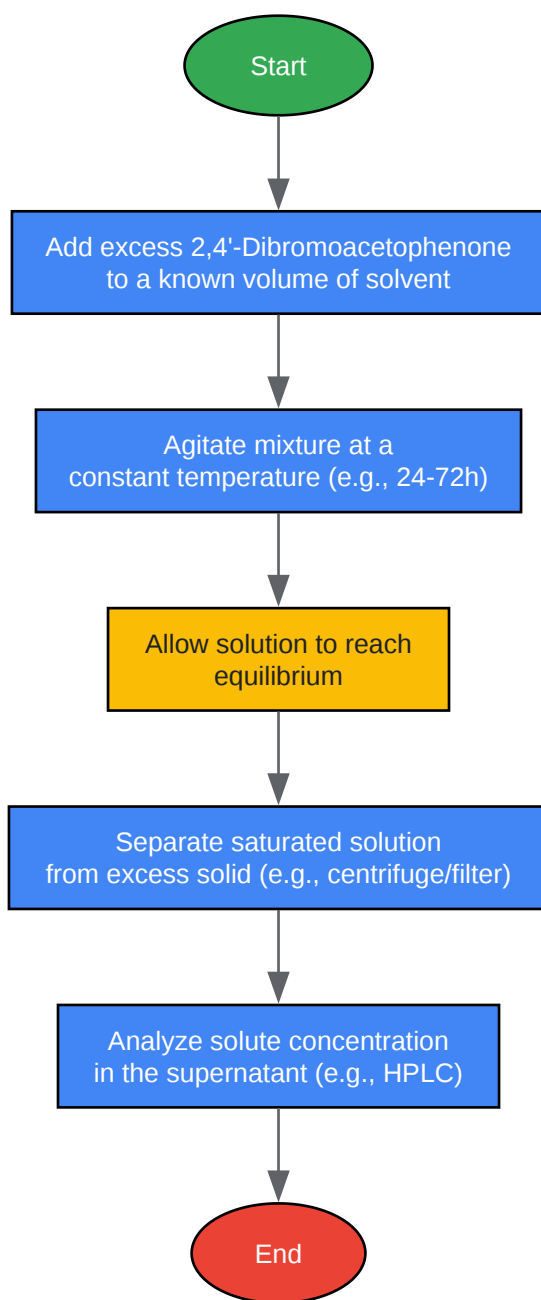 Start
Add excess 2,4'-Dibromoacetophenone
to a known volume of solvent
Agitate mixture at a
constant temperature (e.g., 24-72h)
Allow solution to reach
equilibrium
Separate saturated solution
from excess solid (e.g., centrifuge/filter)
Analyze solute concentration
in the supernatant (e.g., HPLC)
End